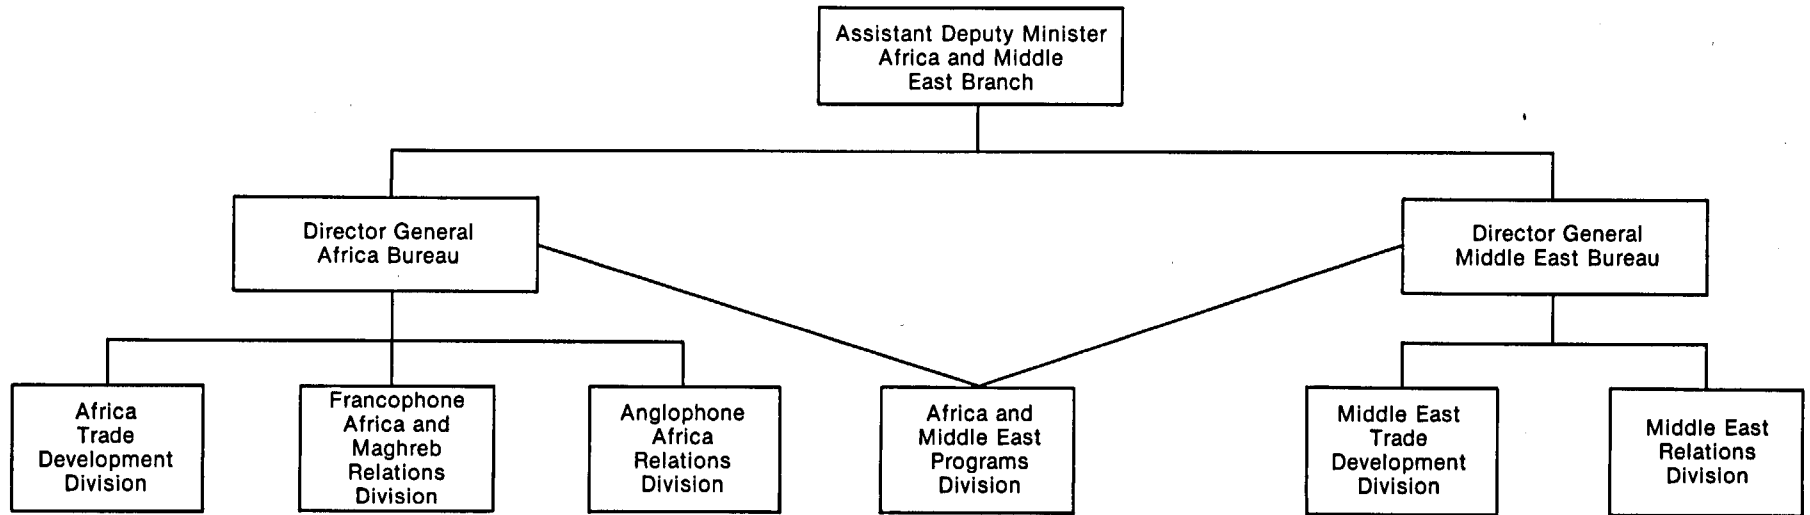 Assistant Deputy Minister
Africa and Middle
East Branch
Director General
Africa Bureau
Director General
Middle East Bureau
Africa
Trade
Development
Division
Francophone
Africa and
Maghreb
Relations
Division
Anglophone
Africa
Relations
Division
Africa and
Middle East
Programs
Division
Middle East
Trade
Development
Division
Middle East
Relations
Division